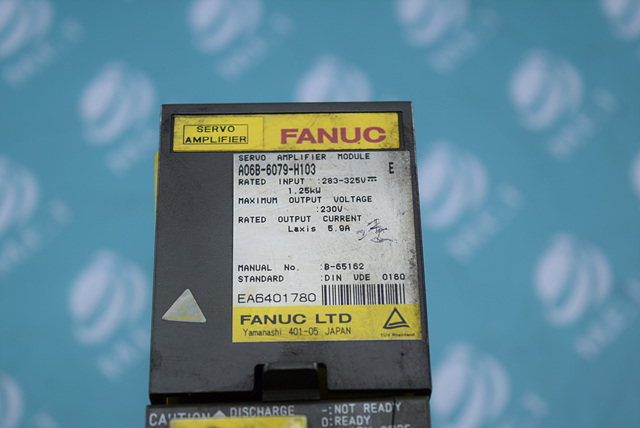 SERVO
AMPLIFIER
FANUC
SERVO AMPLIFIER MODULE
A06B-6079-H103 E
RATED INPUT :283-325V
1.25kW
MAXIMUM OUTPUT VOLTAGE
:230V
RATED OUTPUT CURRENT
Laxis 5.9A
MANUAL No. :B-65162
STANDARD :DIN VDE 0160
EA6401780
FANUC LTD
Yamanashi 401-05 JAPAN
TÜV Rheinland
CAUTION DISCHARGE
-:NOT READY
0:READY